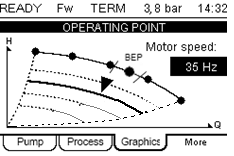 READY Fw TERM 3,8 bar 14:32
OPERATING POINT
H
BEP
Motor speed:
35 Hz
Q
Pump Process Graphics More